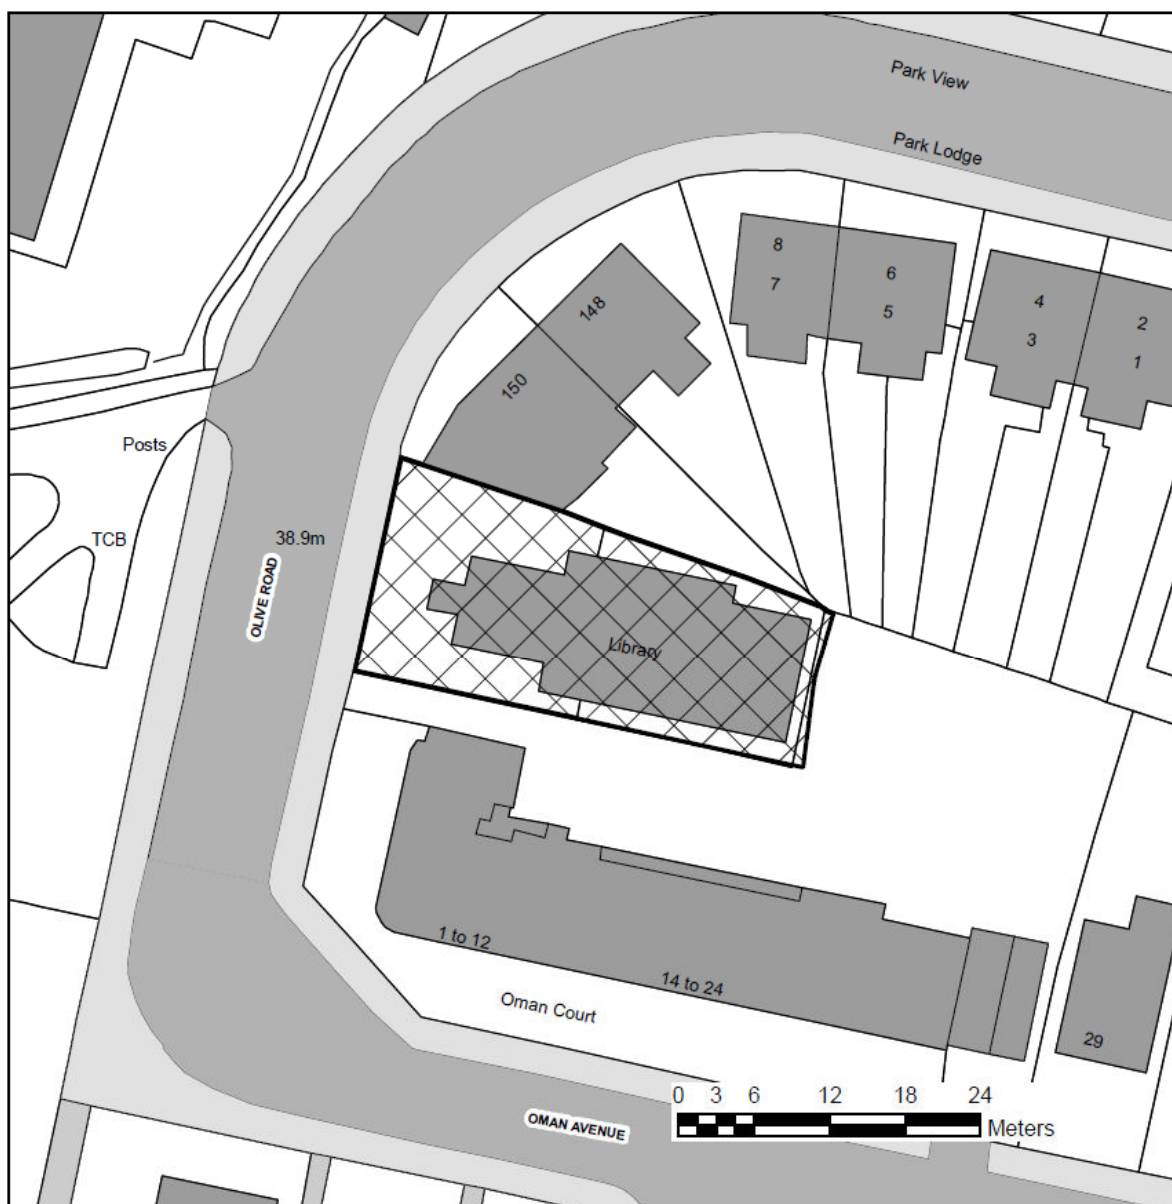 Park View
Park Lodge
8
7
6
5
4
3
2
1
148
150
Posts
TCB
38.9m
OLIVE ROAD
Library
1 to 12
14 to 24
Oman Court
29
0 3 6 12 18 24
Meters
OMAN AVENUE